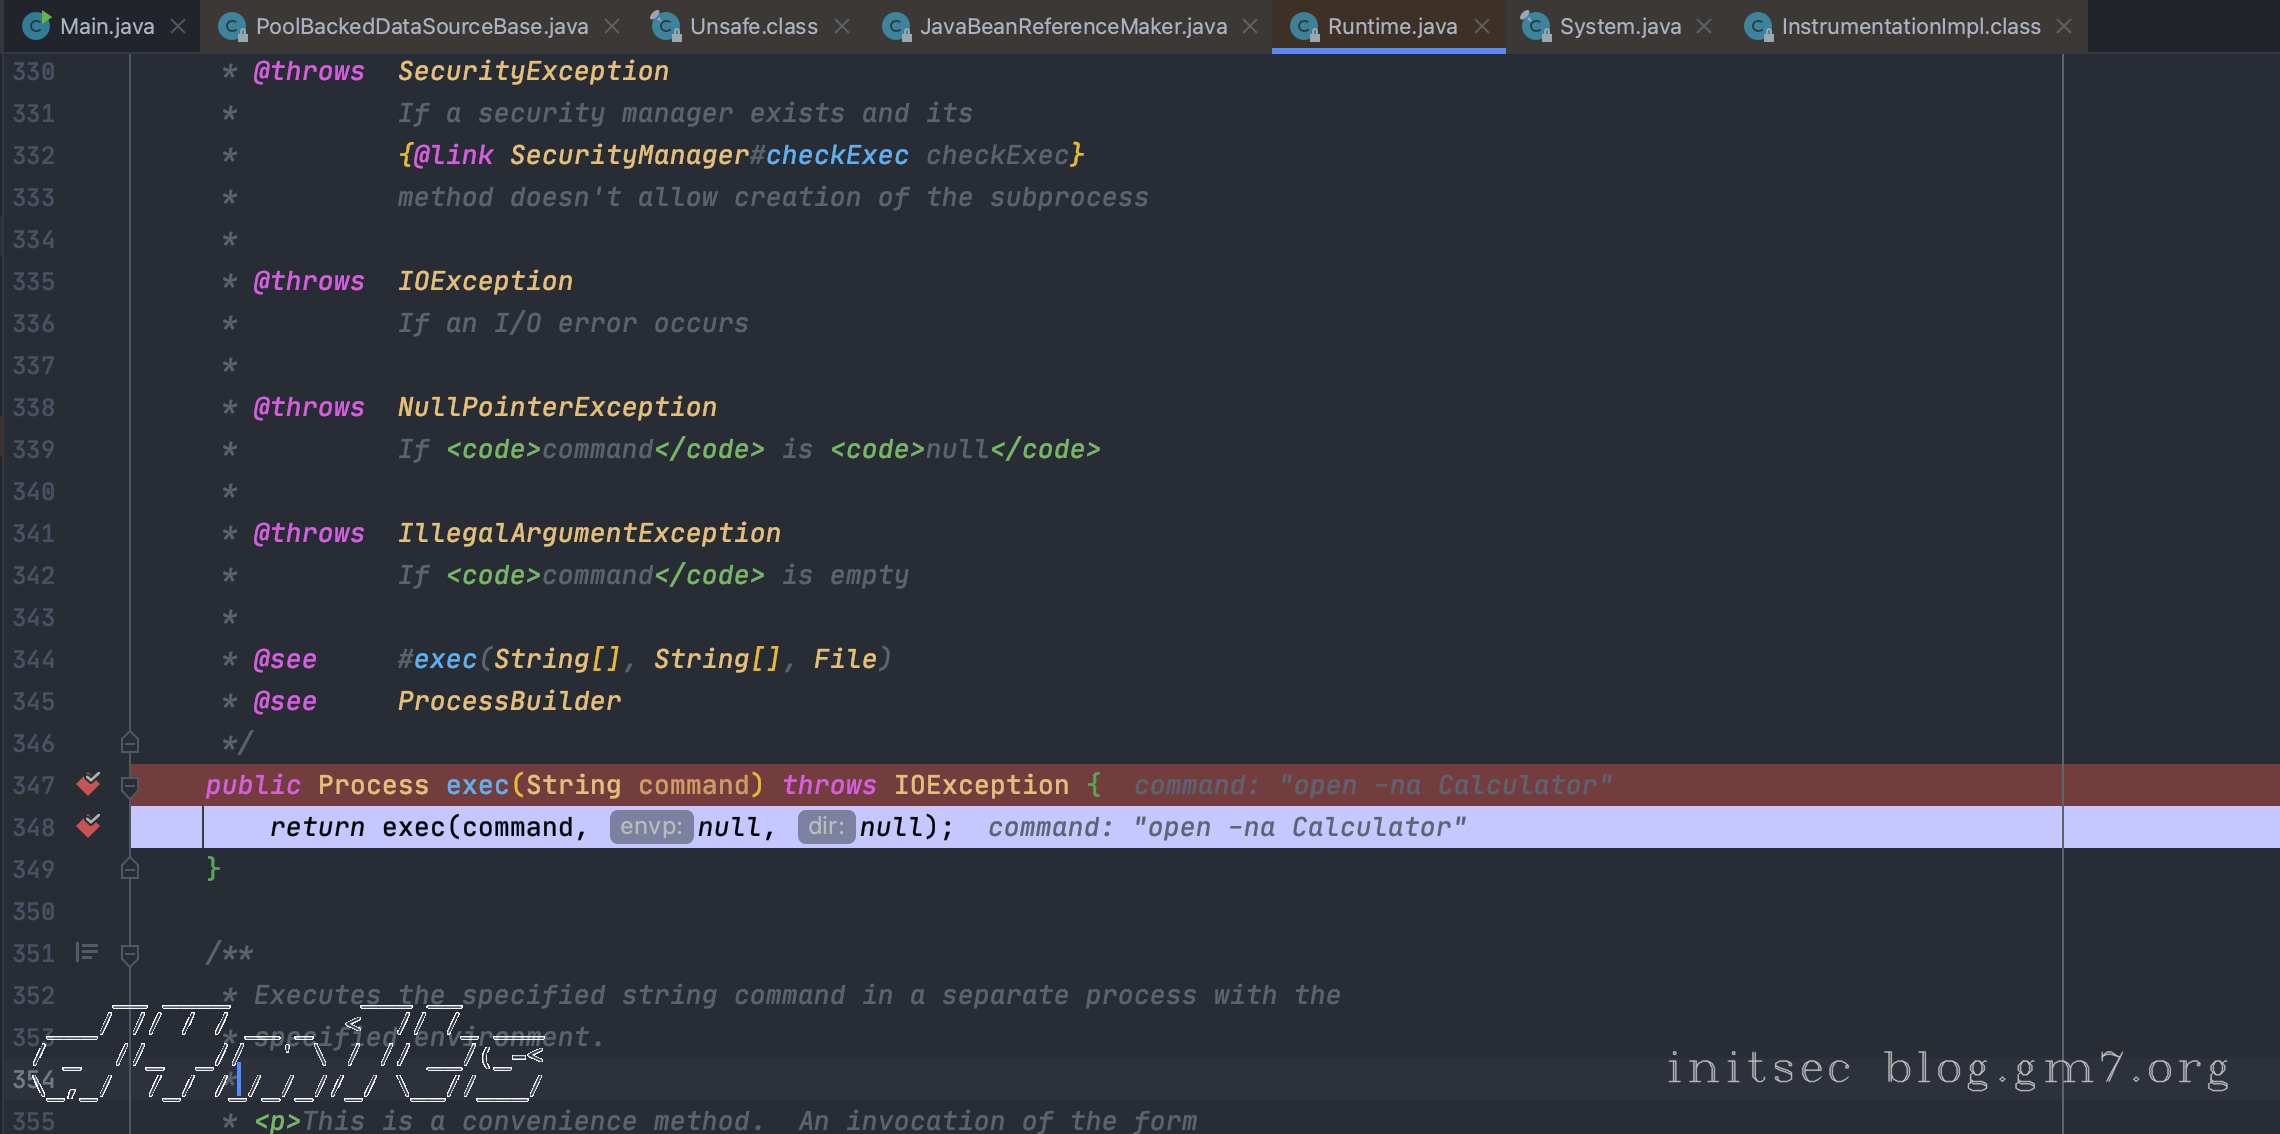 Main.java PoolBackedDataSourceBase.java Unsafe.class JavaBeanReferenceMaker.java Runtime.java System.java InstrumentationImpl.class
330 * @throws SecurityException
331 * If a security manager exists and its
332 * {@link SecurityManager#checkExec checkExec}
333 * method doesn't allow creation of the subprocess
334 *
335 * @throws IOException
336 * If an I/O error occurs
337 *
338 * @throws NullPointerException
339 * If <code>command</code> is <code>null</code>
340 *
341 * @throws IllegalArgumentException
342 * If <code>command</code> is empty
343 *
344 * @see #exec(String[], String[], File)
345 * @see ProcessBuilder
346 */
347 public Process exec(String command) throws IOException { command: "open -na Calculator"
348 return exec(command, envp: null, dir: null); command: "open -na Calculator"
349 }
350
351 /**
352 * Executes the specified string command in a separate process with the
353 * specified environment.
354 *
initsec blog.gm7.org
355 * <p>This is a convenience method. An invocation of the form